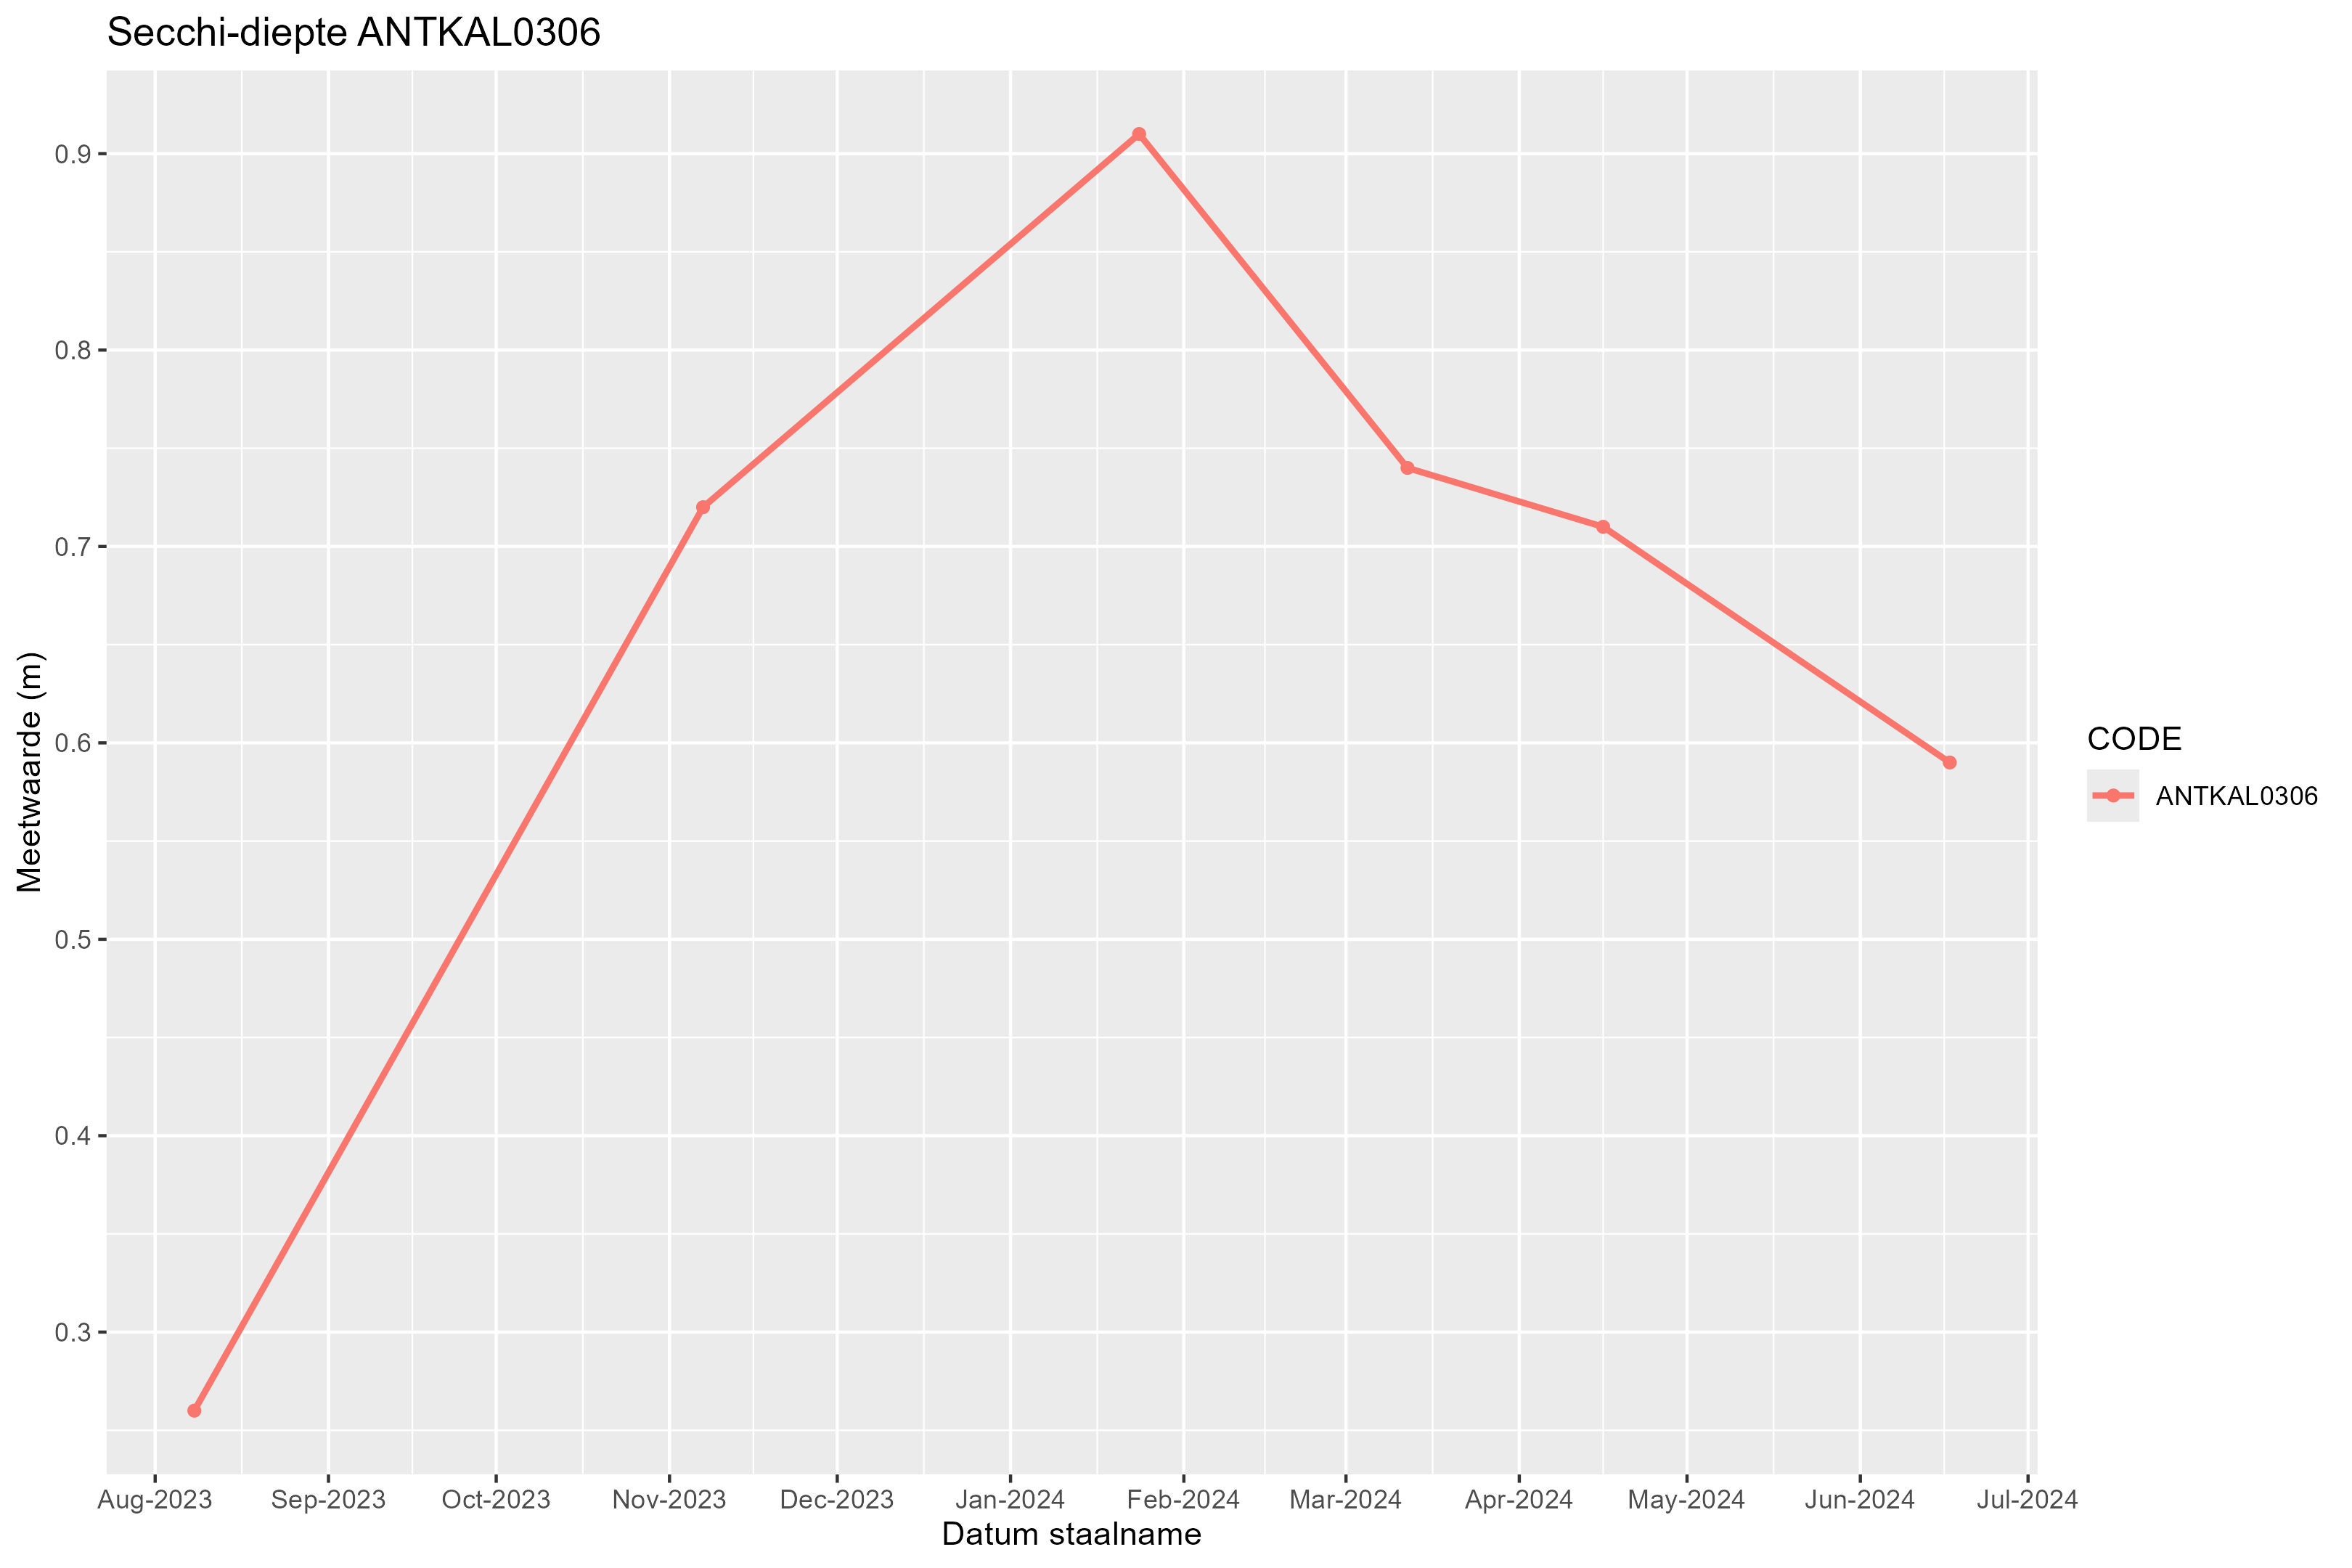 Secchi-diepte ANTKAL0306
Meetwaarde (m)
0.9
0.8
0.7
0.6
0.5
0.4
0.3
Aug-2023 Sep-2023 Oct-2023 Nov-2023 Dec-2023 Jan-2024 Feb-2024 Mar-2024 Apr-2024 May-2024 Jun-2024 Jul-2024
Datum staalname
CODE
ANTKAL0306